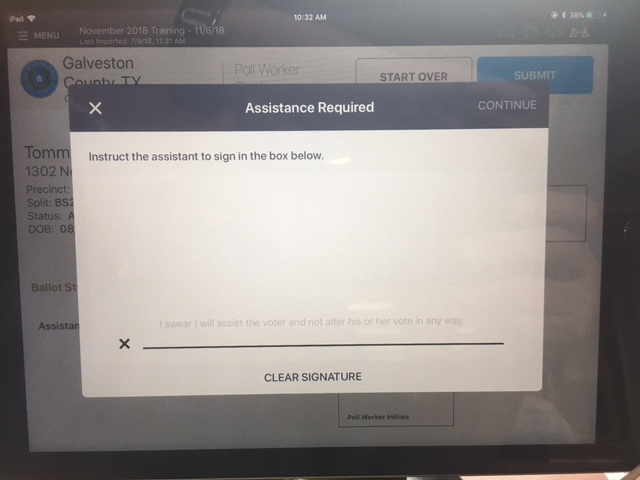 iPad
10:32 AM
38%
MENU
November 2018 Training - 11/6/18
Last Imported: 7/9/18, 11:31 AM
Galveston
County, TX
Poll Worker
START OVER
SUBMIT
Assistance Required
CONTINUE
Instruct the assistant to sign in the box below.
Tomm
1302 N
Precinct:
Split: BS2
Status: A
DOB: 08
Ballot St
Assistan
I swear I will assist the voter and not alter his or her vote in any way.
CLEAR SIGNATURE
Poll Worker Initials